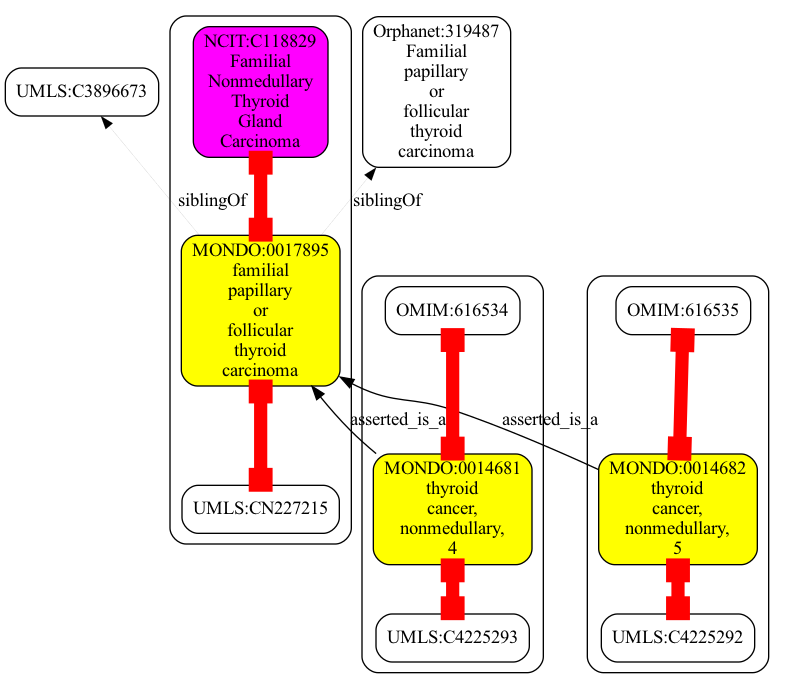 NCIT:C118829
Familial
Nonmedullary
Thyroid
Gland
Carcinoma
Orphanet:319487
Familial
papillary
or
follicular
thyroid
carcinoma
UMLS:C3896673
siblingOf
siblingOf
MONDO:0017895
familial
papillary
or
follicular
thyroid
carcinoma
OMIM:616534
OMIM:616535
asserted_is_a
asserted_is_a
MONDO:0014681
thyroid
cancer,
nonmedullary,
4
MONDO:0014682
thyroid
cancer,
nonmedullary,
5
UMLS:CN227215
UMLS:C4225293
UMLS:C4225292